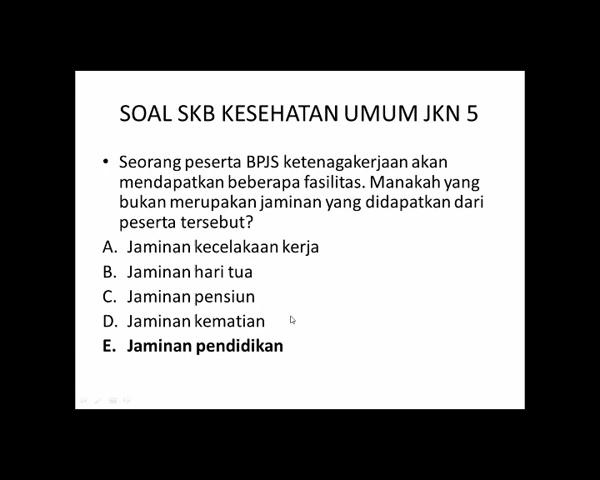 SOAL SKB KESEHATAN UMUM JKN 5
• Seorang peserta BPJS ketenagakerjaan akan
mendapatkan beberapa fasilitas. Manakah yang
bukan merupakan jaminan yang didapatkan dari
peserta tersebut?
A. Jaminan kecelakaan kerja
B. Jaminan hari tua
C. Jaminan pensiun
D. Jaminan kematian
E. Jaminan pendidikan